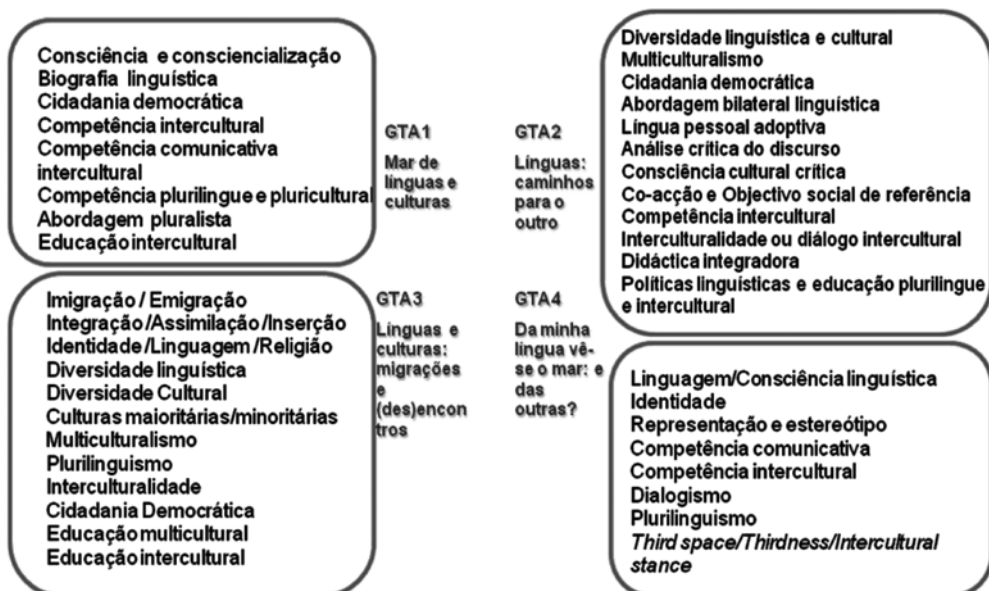 Consciência e consciencialização
Biografia linguística
Cidadania democrática
Competência intercultural
Competência comunicativa
intercultural
Competência plurilingue e pluricultural
Abordagem pluralista
Educação intercultural
GTA1
Mar de
línguas e
culturas
GTA2
Línguas:
caminhos
para o
outro
Diversidade linguística e cultural
Multiculturalismo
Cidadania democrática
Abordagem bilateral linguística
Língua pessoal adoptiva
Análise crítica do discurso
Consciência cultural crítica
Co-acção e Objectivo social de referência
Competência intercultural
Interculturalidade ou diálogo intercultural
Didáctica integradora
Políticas linguísticas e educação plurilingue
e intercultural
Imigração / Emigração
Integração /Assimilação /Inserção
Identidade /Linguagem /Religião
Diversidade linguística
Diversidade Cultural
Culturas maioritárias/minoritárias
Multiculturalismo
Plurilinguismo
Interculturalidade
Cidadania Democrática
Educação multicultural
Educação intercultural
GTA3
Línguas e
culturas:
migrações
e
(des)encon
tros
GTA4
Da minha
língua vê-
se o mar: e
das
outras?
Linguagem/Consciência linguística
Identidade
Representação e estereótipo
Competência comunicativa
Competência intercultural
Dialogismo
Plurilinguismo
Third space/Thirdness/Intercultural
stance